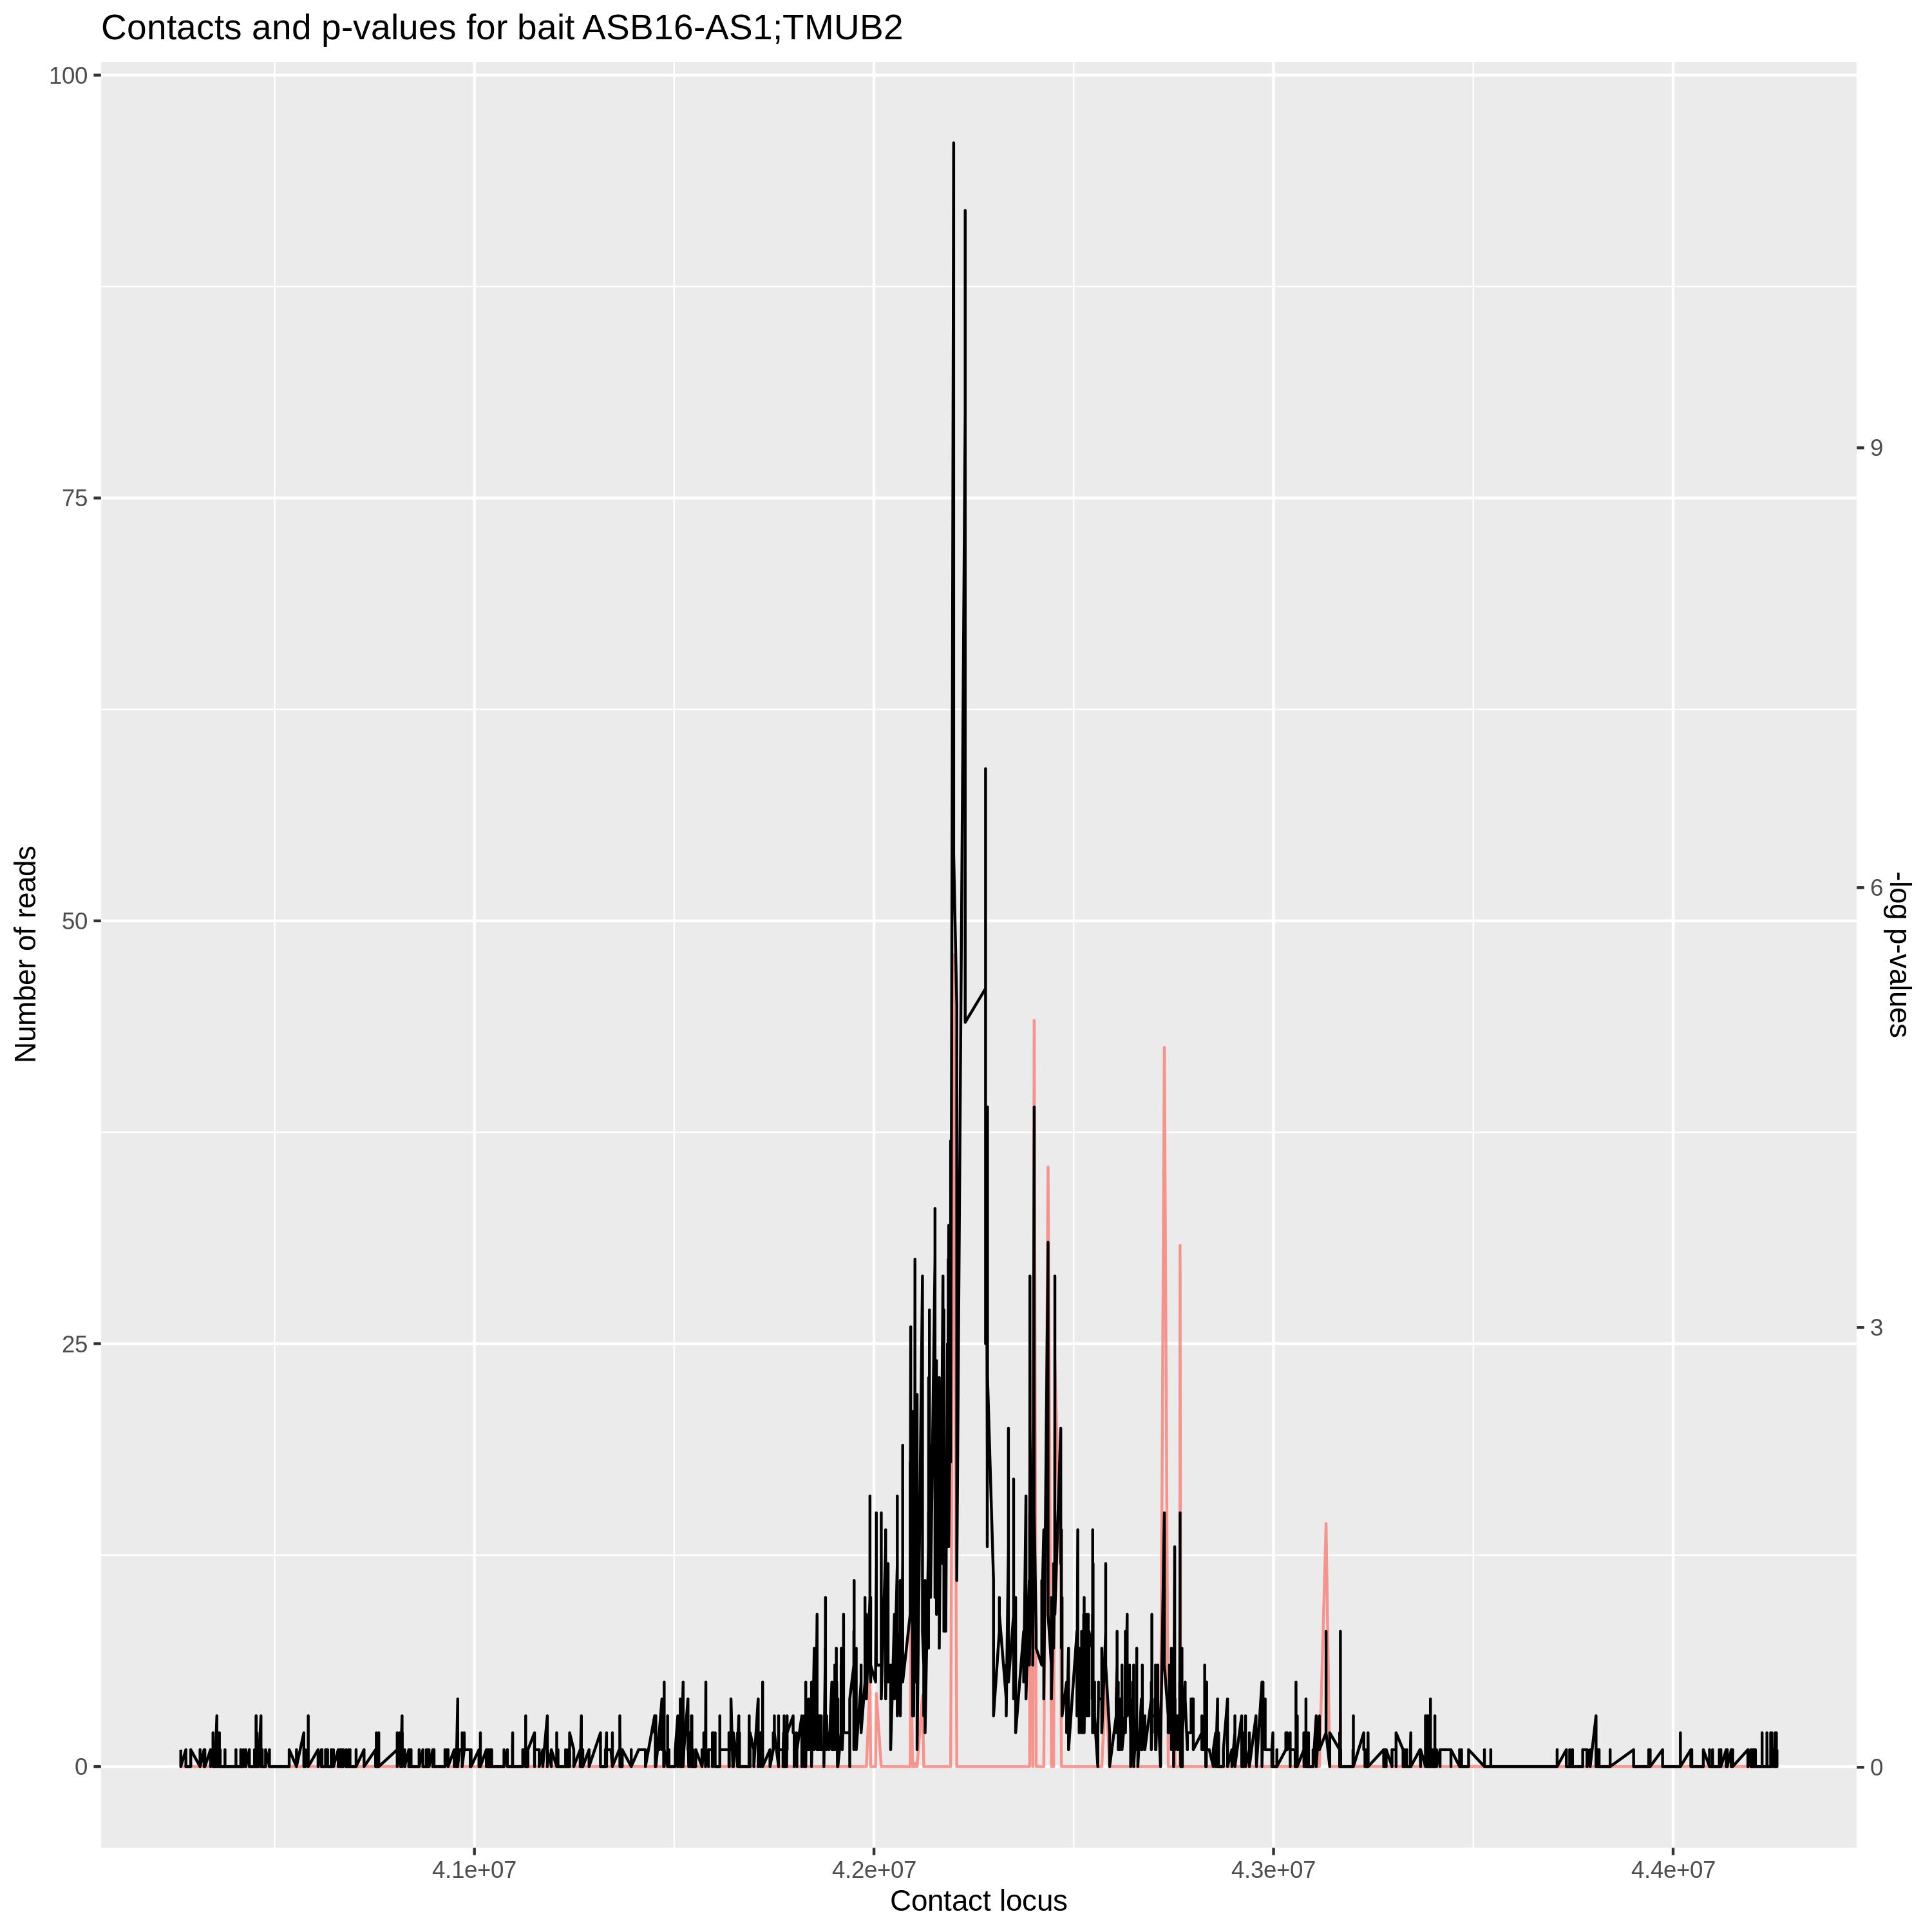 Contacts and p-values for bait ASB16-AS1;TMUB2
100
75
50
25
0
Number of reads
9
6
3
0
-log p-values
4.1e+07
4.2e+07
4.3e+07
4.4e+07
Contact locus